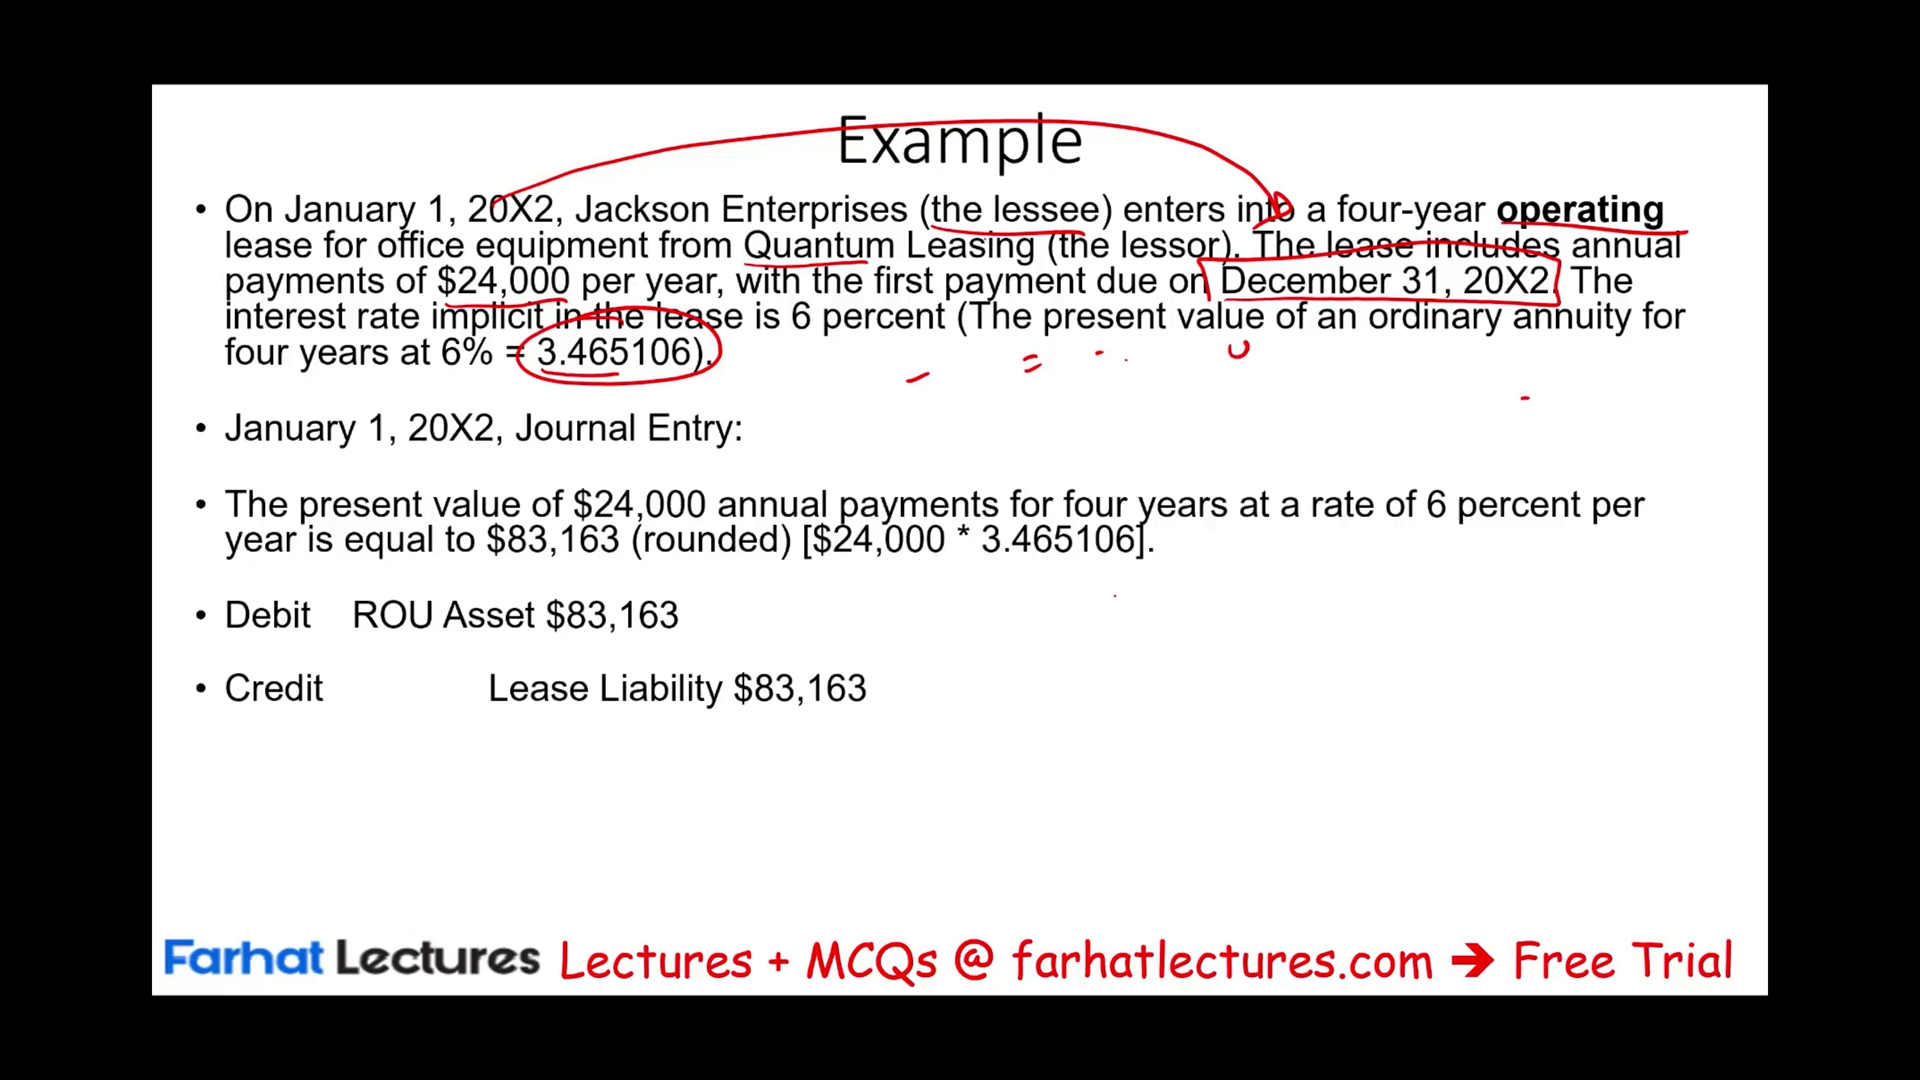 Example
• On January 1, 20X2, Jackson Enterprises (the lessee) enters into a four-year operating
lease for office equipment from Quantum Leasing (the lessor). The lease includes annual
payments of $24,000 per year, with the first payment due on December 31, 20X2. The
interest rate implicit in the lease is 6 percent (The present value of an ordinary annuity for
four years at 6% = 3.465106).
• January 1, 20X2, Journal Entry:
• The present value of $24,000 annual payments for four years at a rate of 6 percent per
year is equal to $83,163 (rounded) [$24,000 * 3.465106].
• Debit ROU Asset $83,163
• Credit Lease Liability $83,163
Farhat Lectures Lectures + MCQs @ farhatlectures.com ➔ Free Trial